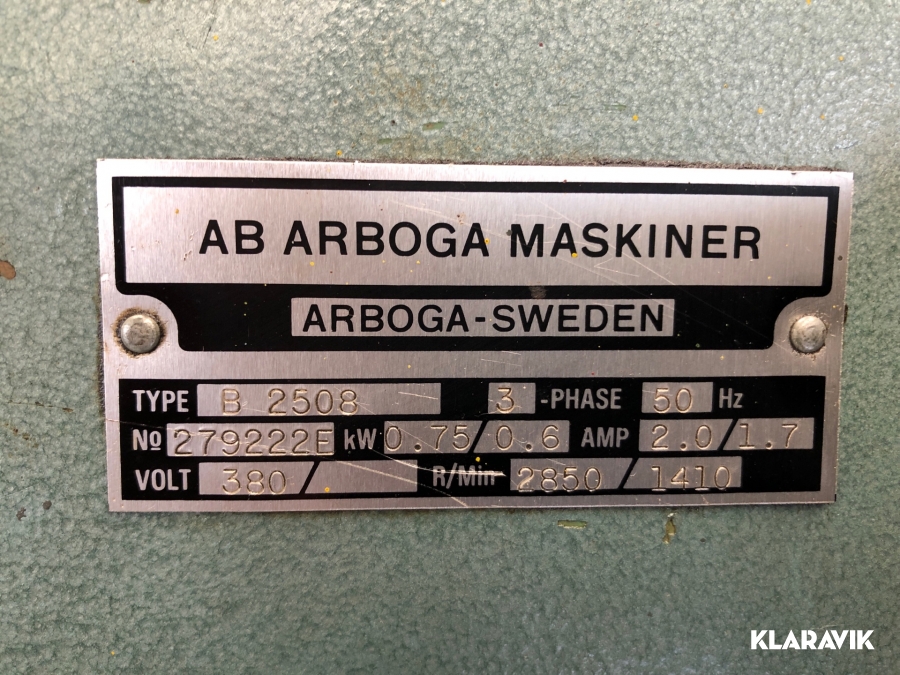 AB ARBOGA MASKINER
ARBOGA-SWEDEN
TYPE B 2508 3 -PHASE 50 Hz
No 279222E kW 0.75/0.6 AMP 2.0/1.7
VOLT 380/ R/Min 2850/1410
KLARAVIK